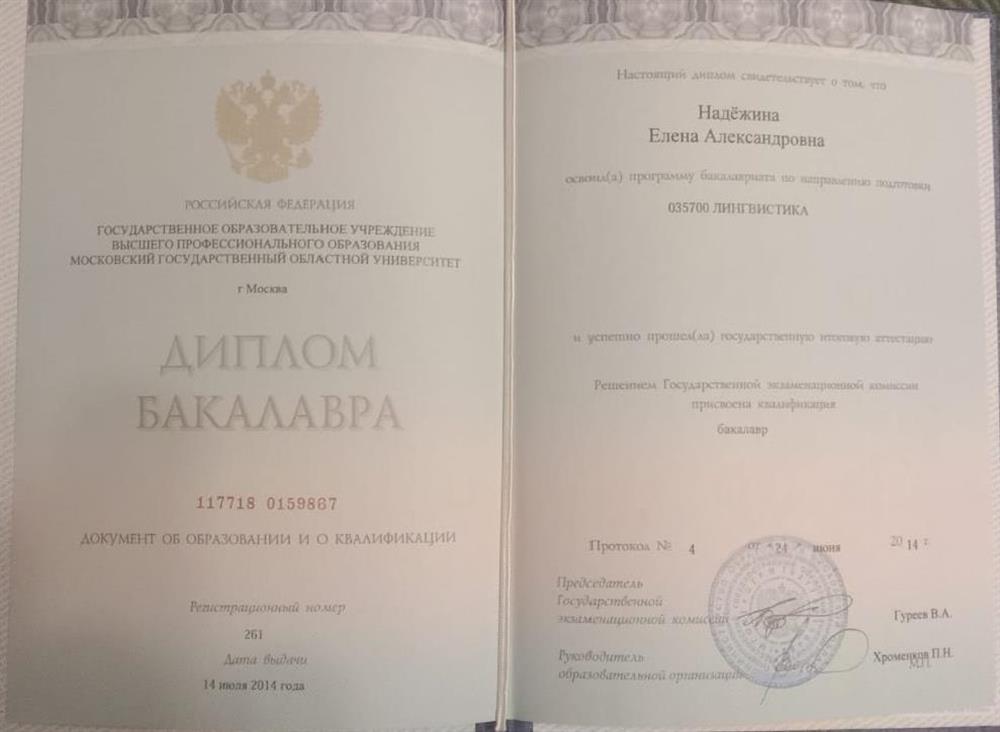 РОССИЙСКАЯ ФЕДЕРАЦИЯ
ГОСУДАРСТВЕННОЕ ОБРАЗОВАТЕЛЬНОЕ УЧРЕЖДЕНИЕ
ВЫСШЕГО ПРОФЕССИОНАЛЬНОГО ОБРАЗОВАНИЯ
МОСКОВСКИЙ ГОСУДАРСТВЕННЫЙ ОБЛАСТНОЙ УНИВЕРСИТЕТ
г Москва
ДИПЛОМ
БАКАЛАВРА
117718 0159867
ДОКУМЕНТ ОБ ОБРАЗОВАНИИ И О КВАЛИФИКАЦИИ
Регистрационный номер
261
Дата выдачи
14 июля 2014 года
Настоящий диплом свидетельствует о том, что
Надёжина
Елена Александровна
освоил(а) программу бакалавриата по направлению подготовки
035700 ЛИНГВИСТИКА
и успешно прошел(ла) государственную итоговую аттестацию
Решением Государственной экзаменационной комиссии
присвоена квалификация
бакалавр
Протокол № 4 от "24" июня 2014 г.
Председатель
Государственной
экзаменационной комиссии Гуреев В.А.
Руководитель
образовательной организации Хроменков П.Н.
М.П.